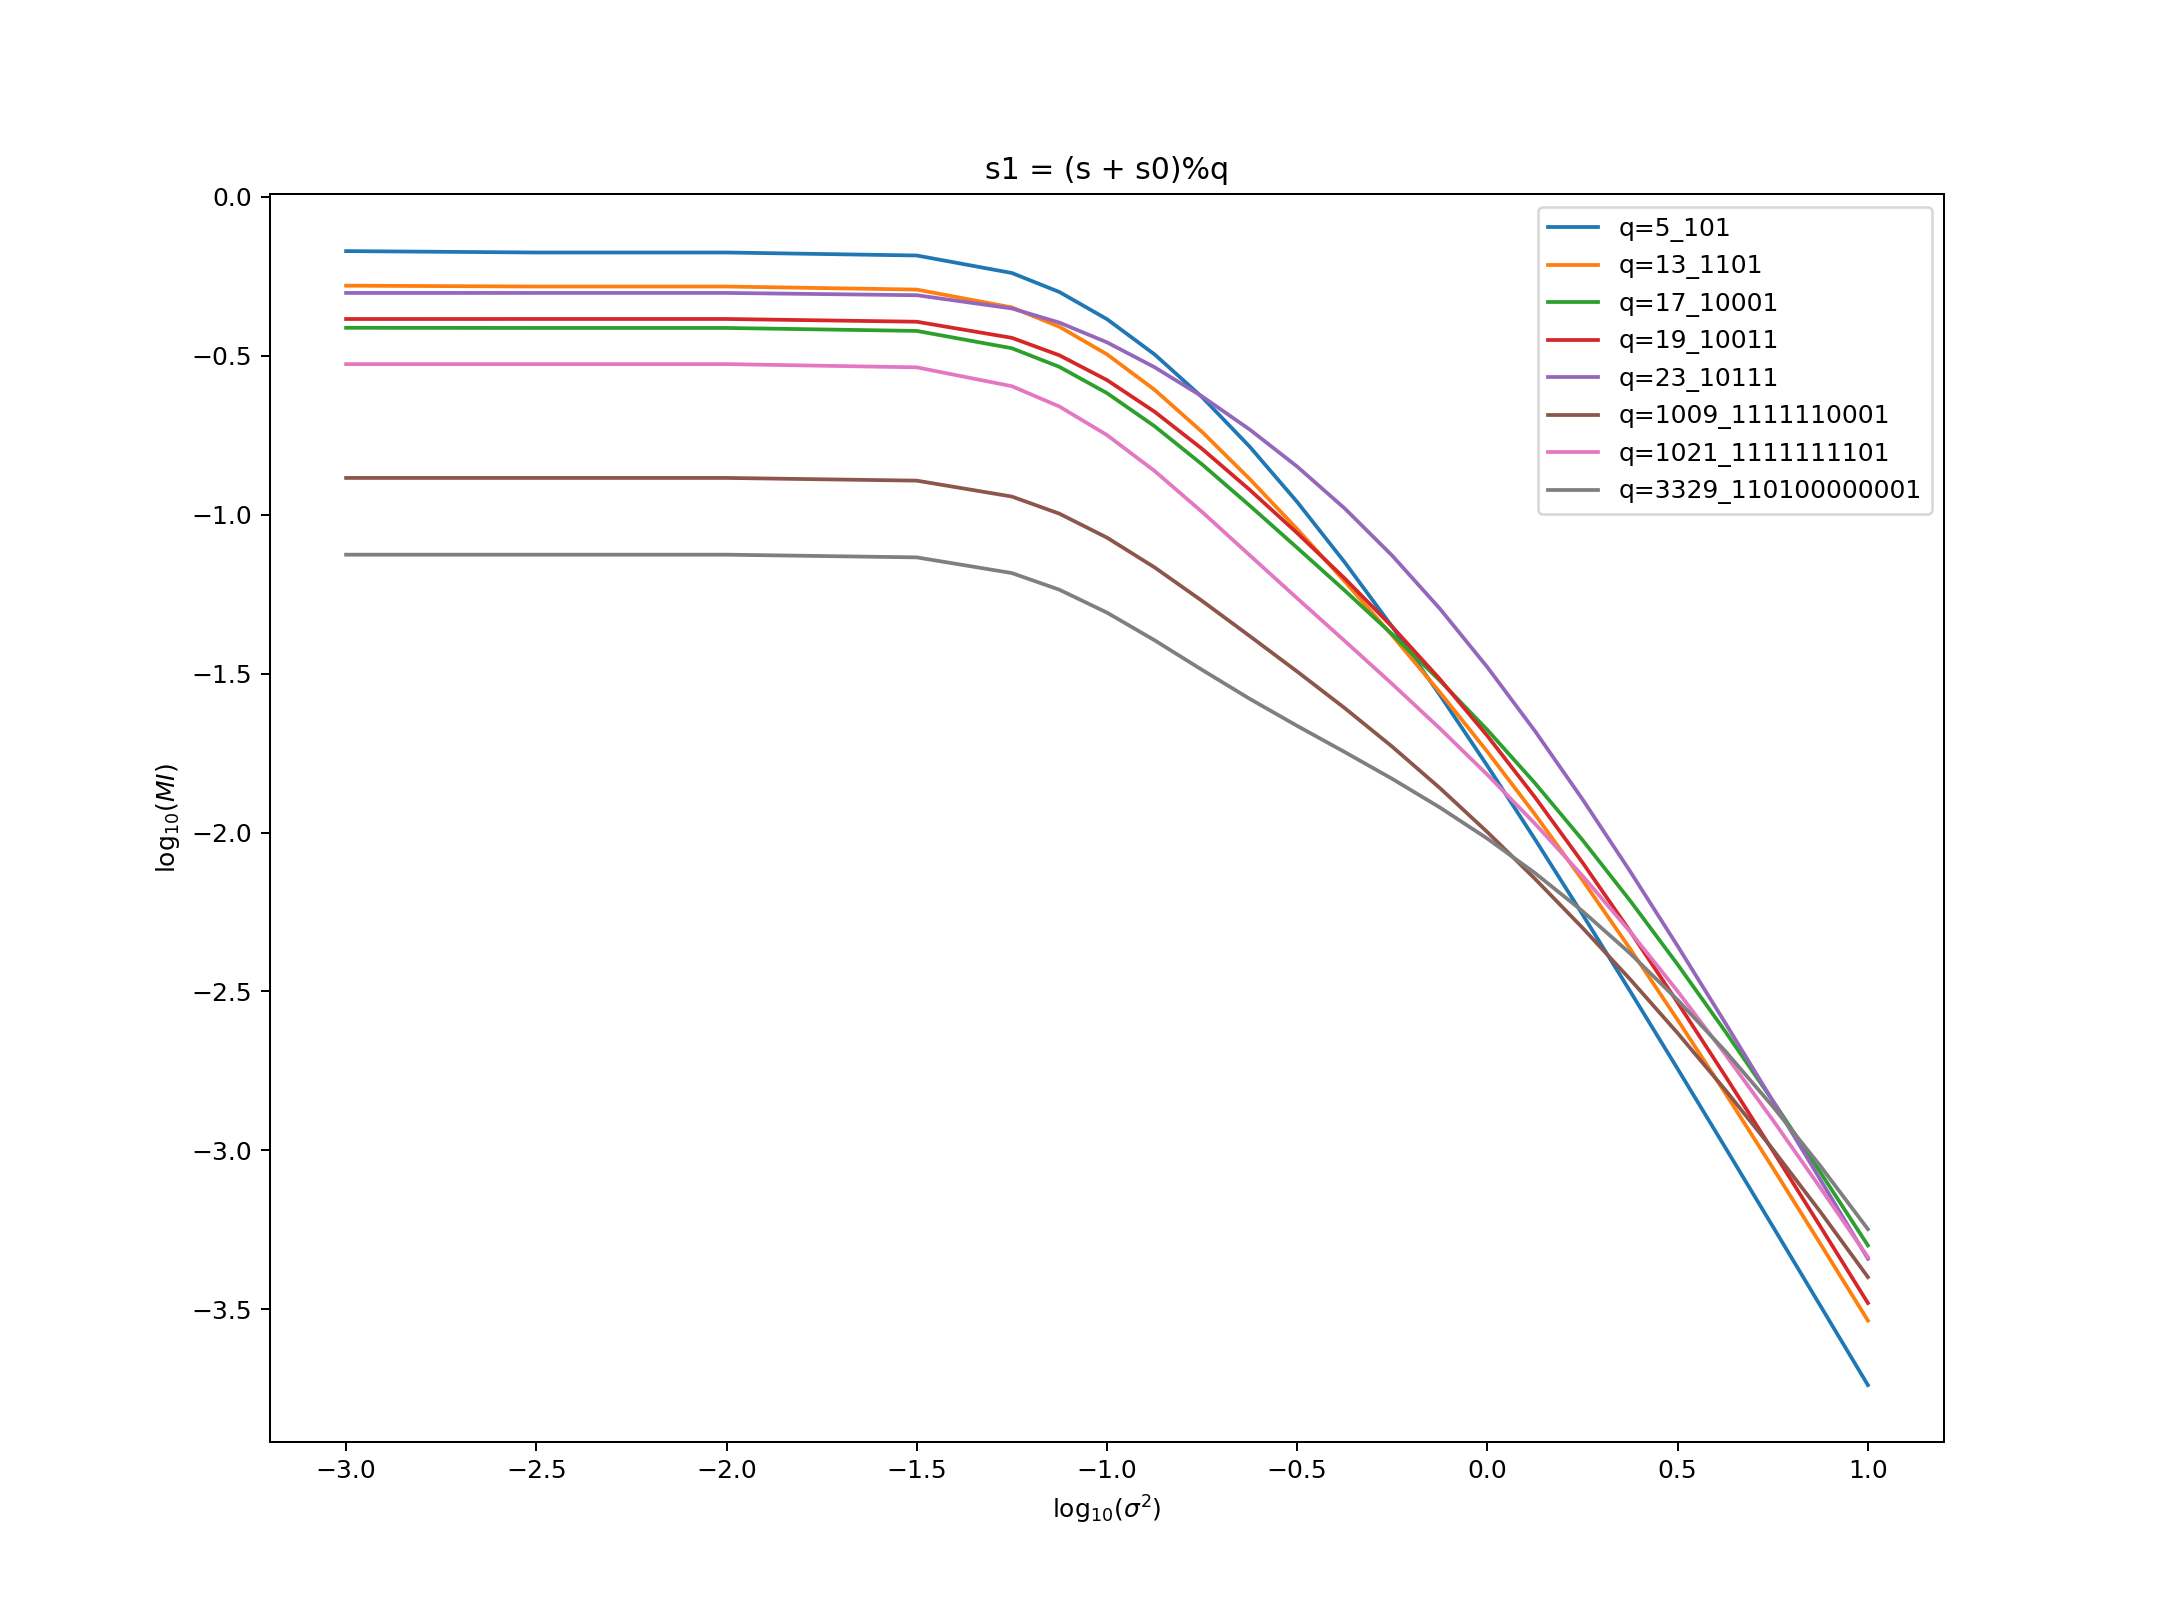 s1 = (s + s0)%q
0.0
−0.5
−1.0
−1.5
−2.0
−2.5
−3.0
−3.5
log₁₀(MI)
q=5_101
q=13_1101
q=17_10001
q=19_10011
q=23_10111
q=1009_1111110001
q=1021_1111111101
q=3329_110100000001
−3.0 −2.5 −2.0 −1.5 −1.0 −0.5 0.0 0.5 1.0
log₁₀(σ²)